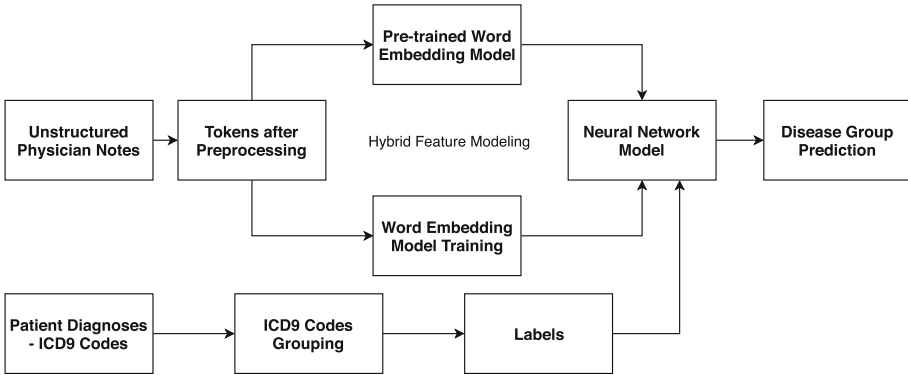 Pre-trained Word
Embedding Model
Unstructured
Physician Notes
Tokens after
Preprocessing
Hybrid Feature Modeling
Neural Network
Model
Disease Group
Prediction
Word Embedding
Model Training
Patient Diagnoses
- ICD9 Codes
ICD9 Codes
Grouping
Labels